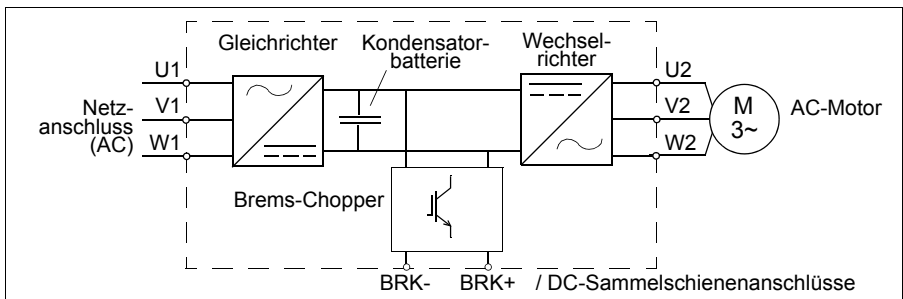 Gleichrichter
Kondensator-
batterie
Wechsel-
richter
U1
V1
W1
Netz-
anschluss
(AC)
U2
V2
W2
M
3~
AC-Motor
Brems-Chopper
BRK-
BRK+
/ DC-Sammelschienenanschlüsse